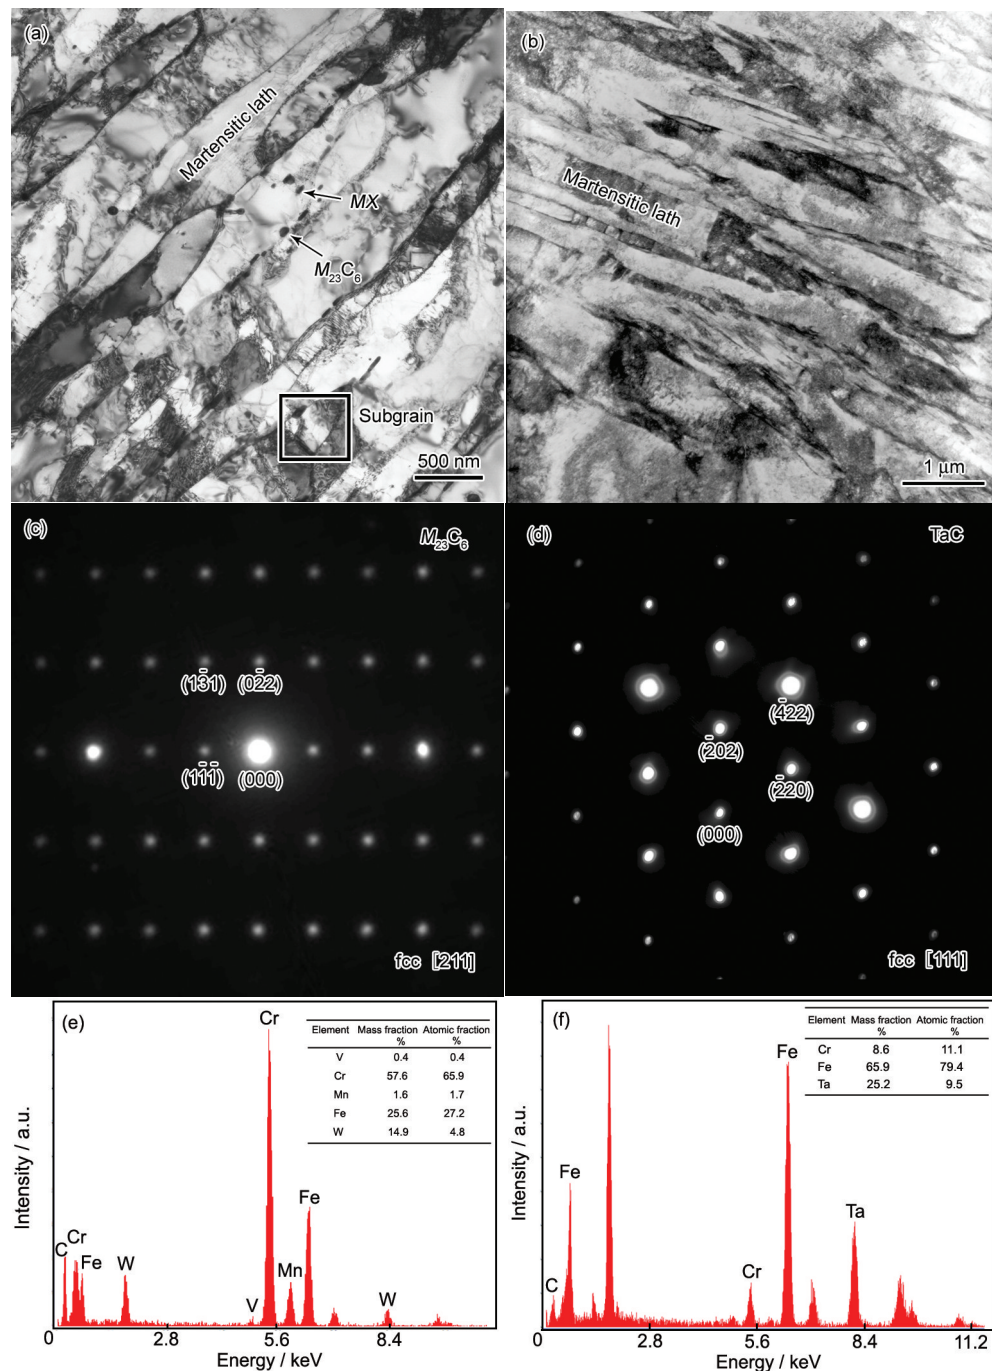 (a)
Martensitic lath
MX
M₂₃C₆
Subgrain
500 nm
(b)
Martensitic lath
1 μm
(c)
M₂₃C₆
(13̄1) (02̄2)
(11̄1̄) (000)
fcc [211]
(d)
TaC
(4̄22)
(2̄02)
(2̄20)
(000)
fcc [111]
(e)
Element Mass fraction % Atomic fraction %
V 0.4 0.4
Cr 57.6 65.9
Mn 1.6 1.7
Fe 25.6 27.2
W 14.9 4.8
Cr
Fe
C
Cr
Fe
W
V
Mn
W
0 2.8 5.6 8.4
Energy / keV
Intensity / a.u.
(f)
Element Mass fraction % Atomic fraction %
Cr 8.6 11.1
Fe 65.9 79.4
Ta 25.2 9.5
Fe
Fe
Ta
Cr
C
0 2.8 5.6 8.4 11.2
Energy / keV
Intensity / a.u.